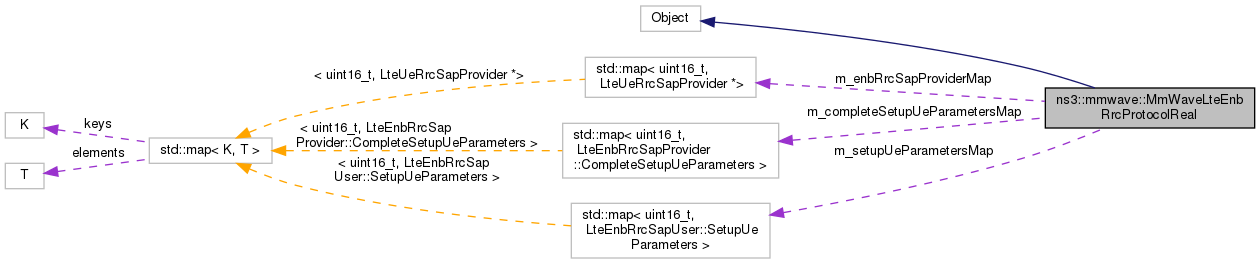 Object
< uint16_t, LteUeRrcSapProvider *>
std::map< uint16_t,
LteUeRrcSapProvider *>
m_enbRrcSapProviderMap
ns3::mmwave::MmWaveLteEnb
RrcProtocolReal
K
keys
T
elements
std::map< K, T >
< uint16_t, LteEnbRrcSap
Provider::CompleteSetupUeParameters >
std::map< uint16_t,
LteEnbRrcSapProvider
::CompleteSetupUeParameters >
m_completeSetupUeParametersMap
< uint16_t, LteEnbRrcSap
User::SetupUeParameters >
m_setupUeParametersMap
std::map< uint16_t,
LteEnbRrcSapUser::SetupUe
Parameters >